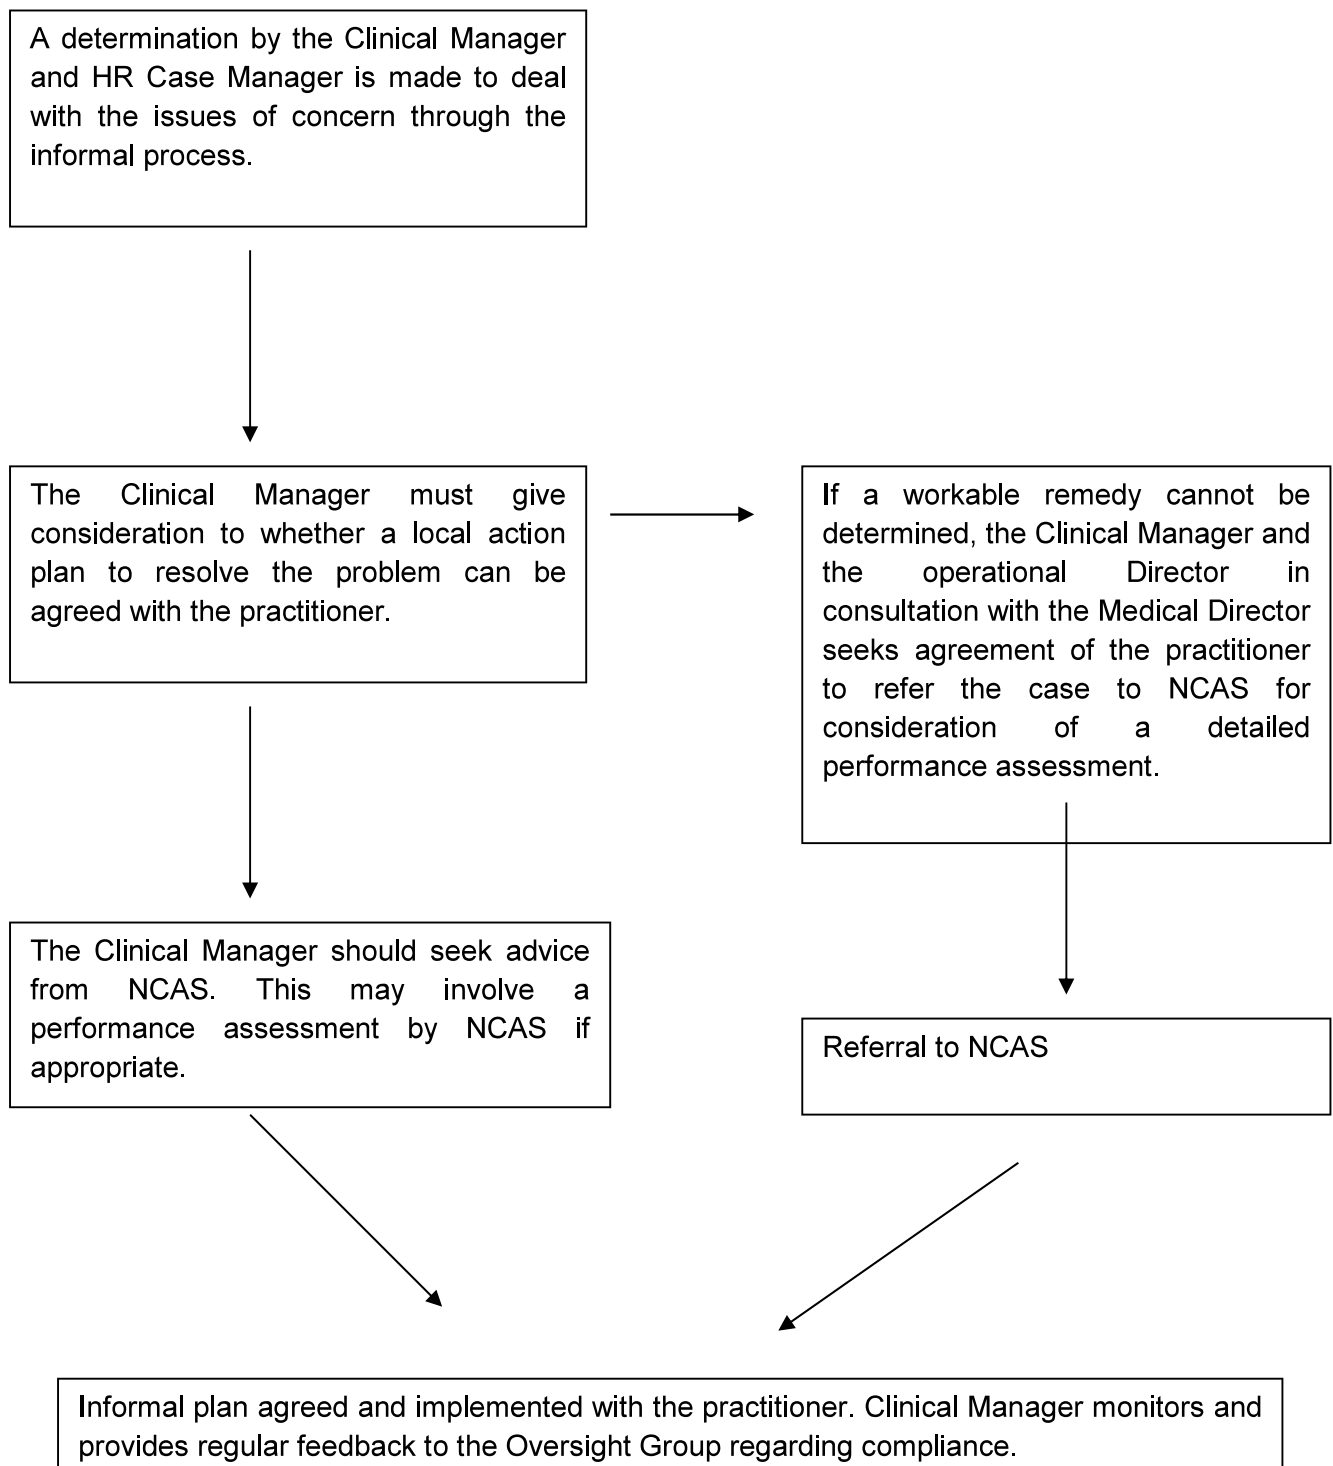 A determination by the Clinical Manager
and HR Case Manager is made to deal
with the issues of concern through the
informal process.
The Clinical Manager must give
consideration to whether a local action
plan to resolve the problem can be
agreed with the practitioner.
If a workable remedy cannot be
determined, the Clinical Manager and
the operational Director in
consultation with the Medical Director
seeks agreement of the practitioner
to refer the case to NCAS for
consideration of a detailed
performance assessment.
The Clinical Manager should seek advice
from NCAS. This may involve a
performance assessment by NCAS if
appropriate.
Referral to NCAS
Informal plan agreed and implemented with the practitioner. Clinical Manager monitors and
provides regular feedback to the Oversight Group regarding compliance.